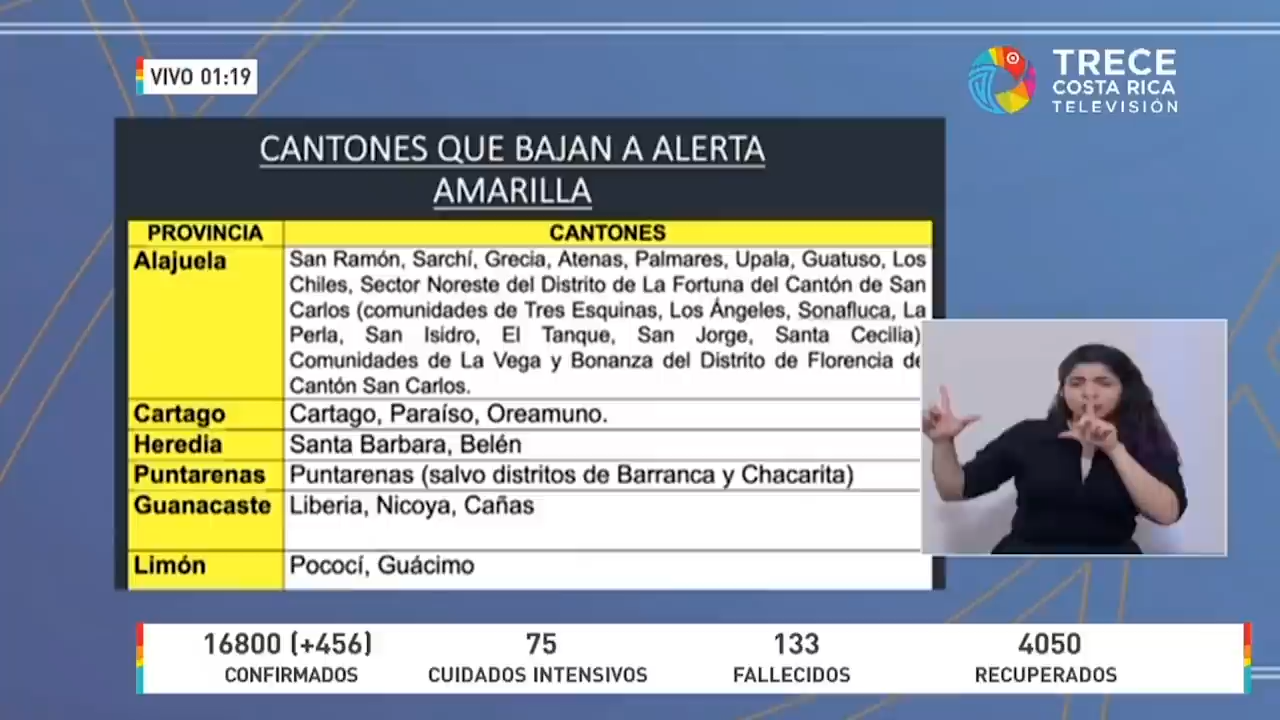 VIVO 01:19
TRECE
COSTA RICA
TELEVISIÓN
CANTONES QUE BAJAN A ALERTA
AMARILLA
PROVINCIA CANTONES
Alajuela San Ramón, Sarchí, Grecia, Atenas, Palmares, Upala, Guatuso, Los
Chiles, Sector Noreste del Distrito de La Fortuna del Cantón de San
Carlos (comunidades de Tres Esquinas, Los Ángeles, Sonafluca, La
Perla, San Isidro, El Tanque, San Jorge, Santa Cecilia)
Comunidades de La Vega y Bonanza del Distrito de Florencia de
Cantón San Carlos.
Cartago Cartago, Paraíso, Oreamuno.
Heredia Santa Barbara, Belén
Puntarenas Puntarenas (salvo distritos de Barranca y Chacarita)
Guanacaste Liberia, Nicoya, Cañas
Limón Pococí, Guácimo
16800 (+456) 75 133 4050
CONFIRMADOS CUIDADOS INTENSIVOS FALLECIDOS RECUPERADOS